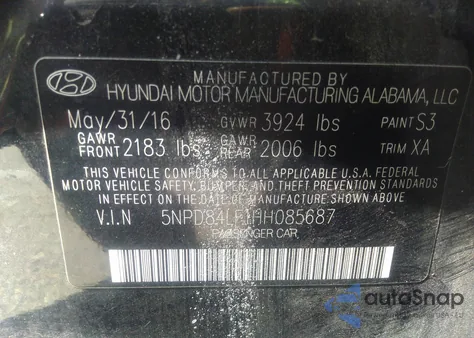 MANUFACTURED BY
HYUNDAI MOTOR MANUFACTURING ALABAMA, LLC
May/31/16 GVWR 3924 lbs PAINT S3
GAWR FRONT 2183 lbs GAWR REAR 2006 lbs TRIM XA
THIS VEHICLE CONFORMS TO ALL APPLICABLE U.S.A. FEDERAL
MOTOR VEHICLE SAFETY, BUMPER, AND THEFT PREVENTION
STANDARDS IN EFFECT ON THE DATE OF MANUFACTURE SHOWN ABOVE
V.I.N
PASSENGER CAR
autoSnap